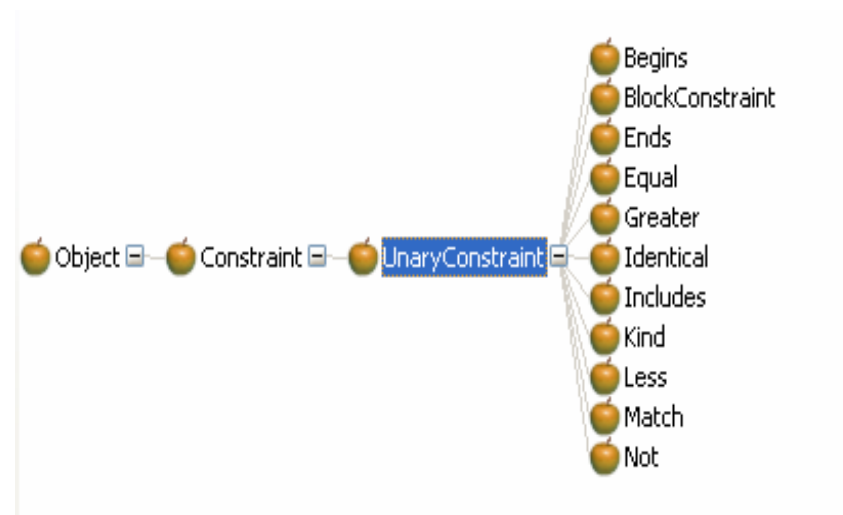 Begins
BlockConstraint
Ends
Equal
Greater
Object Constraint UnaryConstraint Identical
Includes
Kind
Less
Match
Not